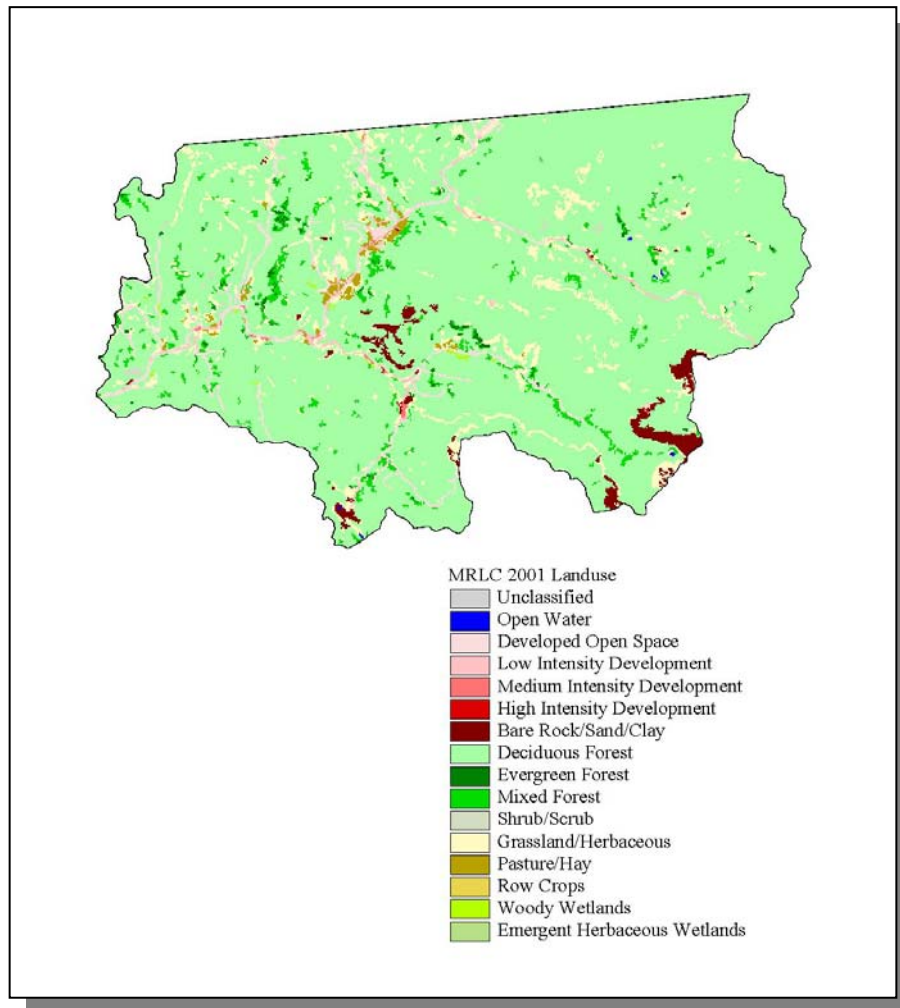 MRLC 2001 Landuse
Unclassified
Open Water
Developed Open Space
Low Intensity Development
Medium Intensity Development
High Intensity Development
Bare Rock/Sand/Clay
Deciduous Forest
Evergreen Forest
Mixed Forest
Shrub/Scrub
Grassland/Herbaceous
Pasture/Hay
Row Crops
Woody Wetlands
Emergent Herbaceous Wetlands